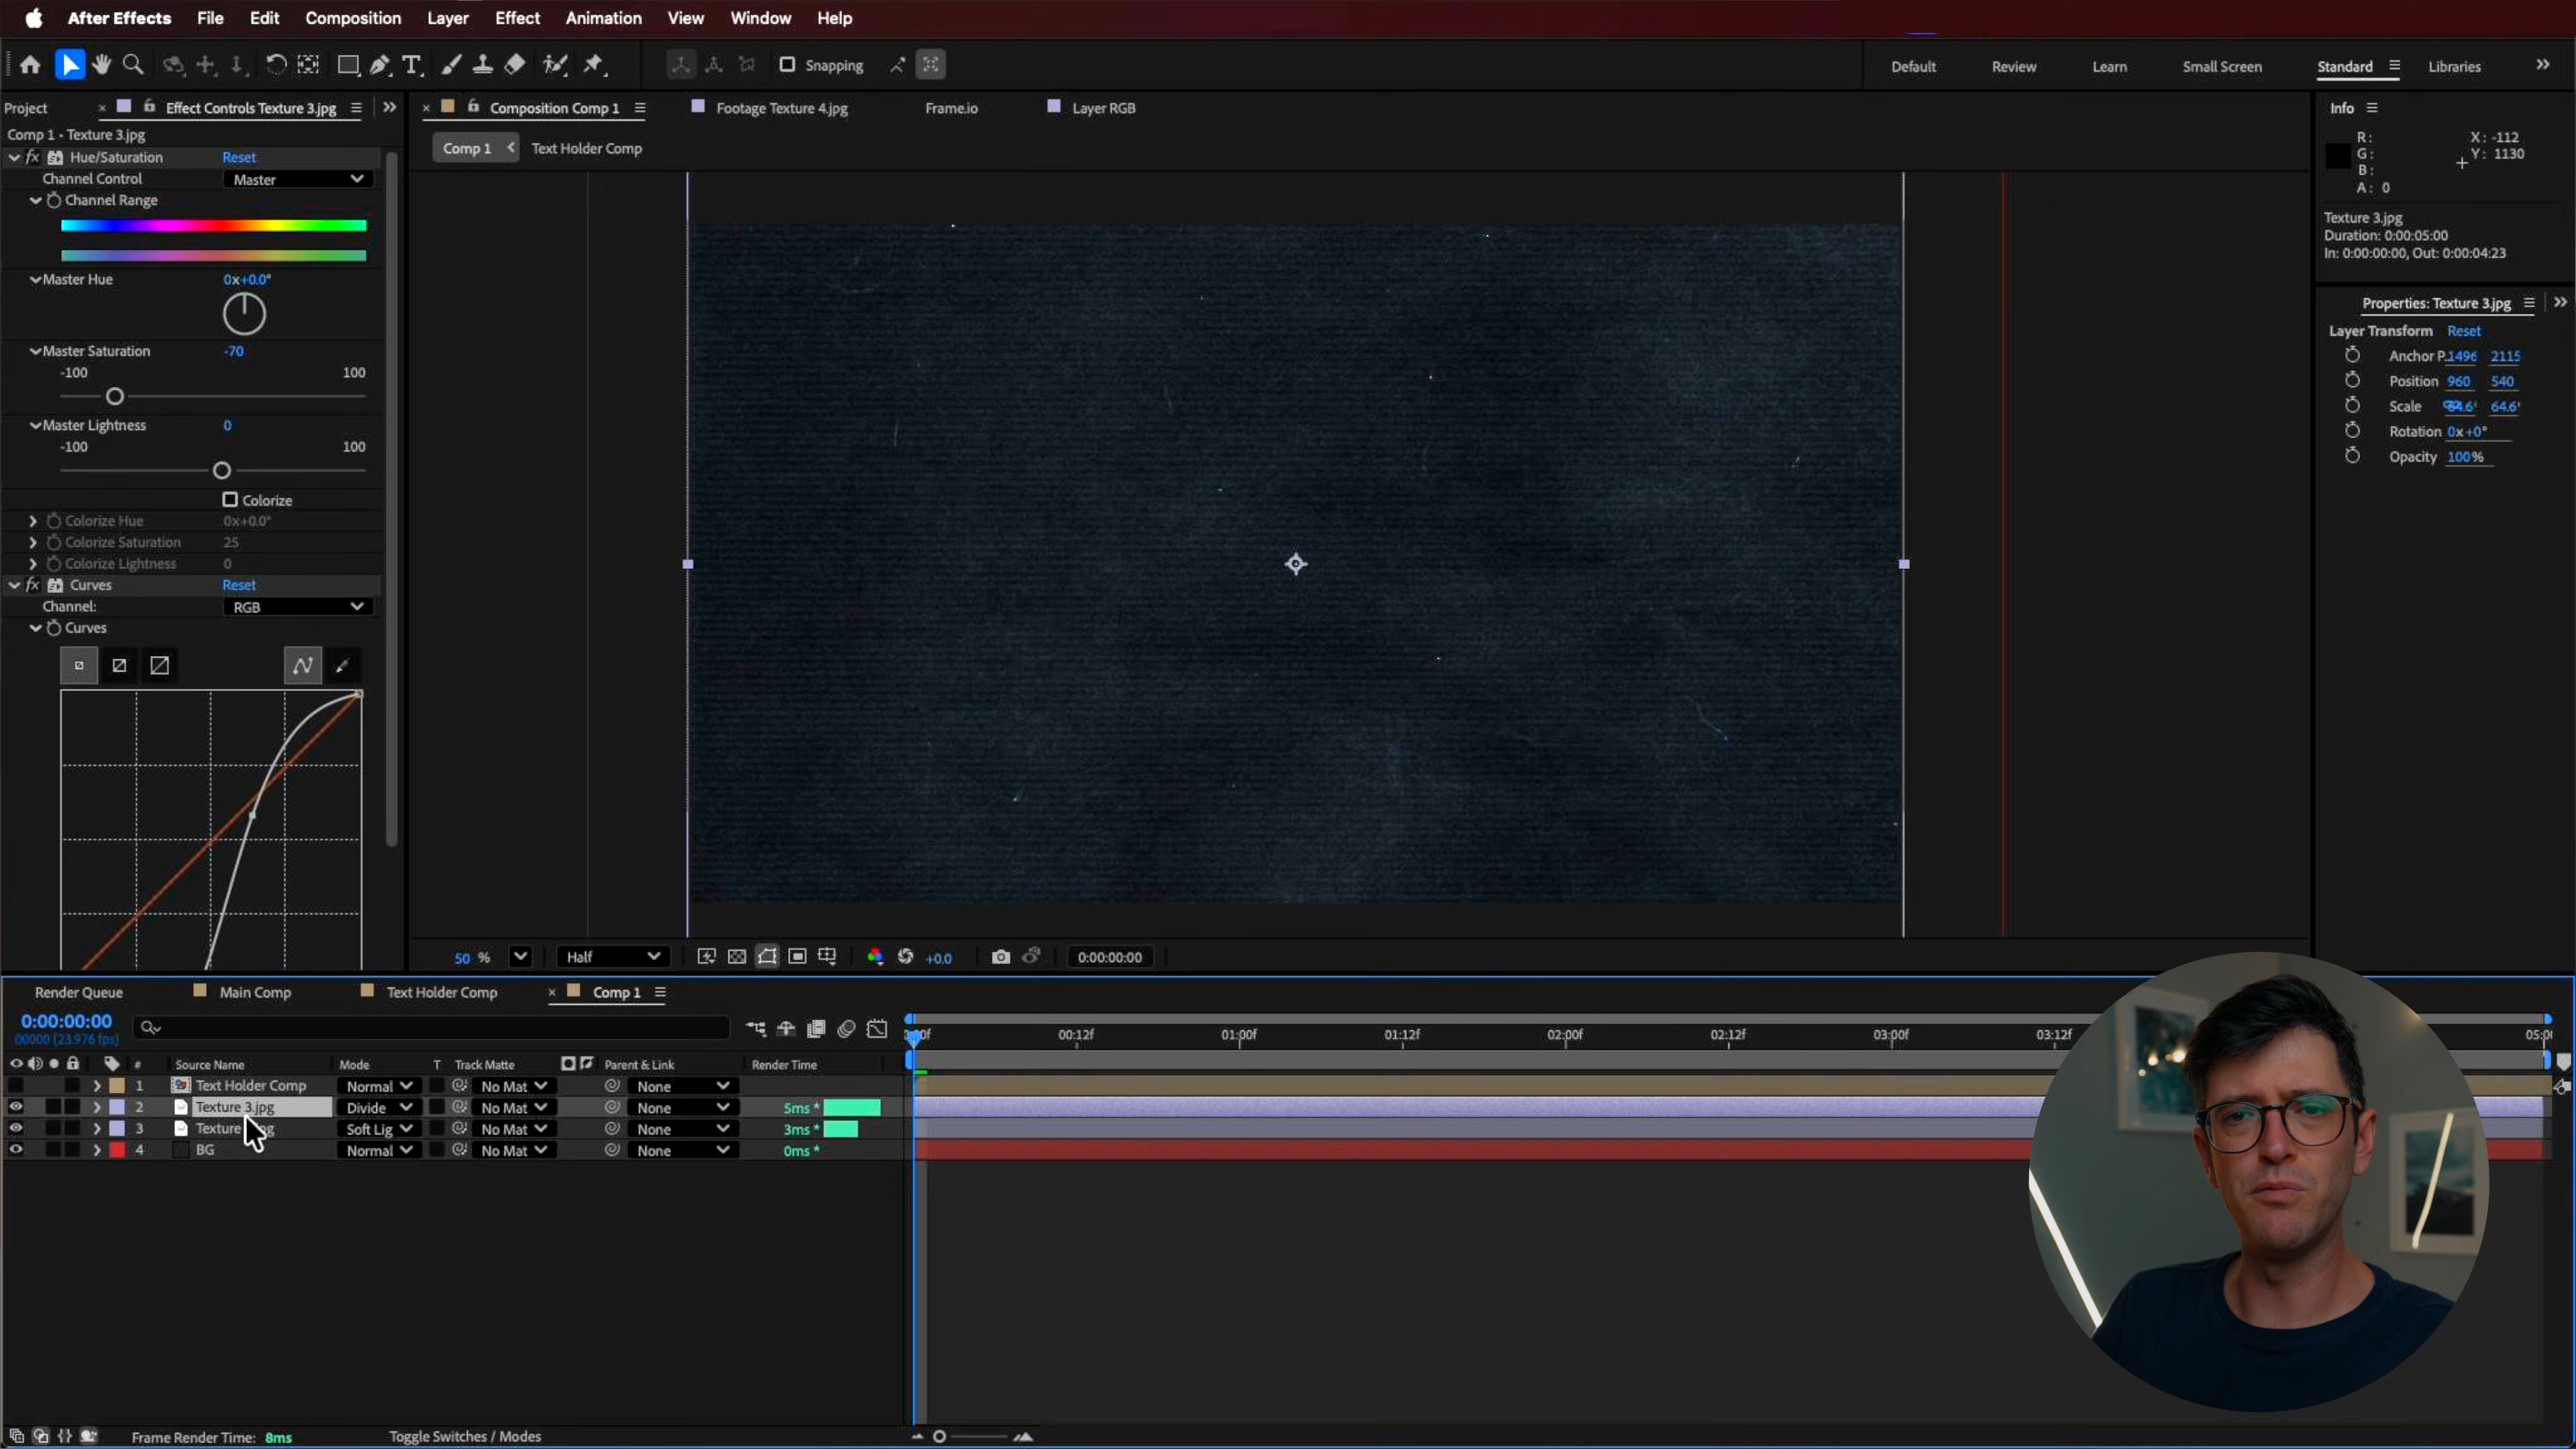 After Effects File Edit Composition Layer Effect Animation View Window Help
Snapping Default Review Learn Small Screen Standard Libraries
Project Effect Controls Texture 3.jpg
Comp 1 • Texture 3.jpg
fx Hue/Saturation Reset
Channel Control Master
Channel Range
Master Hue 0x+0.0°
Master Saturation -70
-100 100
Master Lightness 0
-100 100
Colorize
Colorize Hue 0x+0.0°
Colorize Saturation 25
Colorize Lightness 0
fx Curves Reset
Channel: RGB
Curves
Composition Comp 1 Footage Texture 4.jpg Frame.io Layer RGB
Comp 1 Text Holder Comp
50 % Half +0.0 0:00:00:00
Info
R: X: -112
G: Y: 1130
B:
A: 0
Texture 3.jpg
Duration: 0:00:05:00
In: 0:00:00:00, Out: 0:00:04:23
Properties: Texture 3.jpg
Layer Transform Reset
Anchor P. 1496 2115
Position 960 540
Scale 64.6
Rotation 0x+0°
Opacity 100%
Render Queue Main Comp Text Holder Comp Comp 1
0:00:00:00
00000 (23.976 fps)
00:12f 01:00f 01:12f 02:00f 02:12f 03:00f 03:12f
# Source Name Mode T Track Matte Parent & Link Render Time
1 Text Holder Comp Normal No Mat None
2 Texture 3.jpg Divide No Mat None 5ms *
3 Soft Lig No Mat None 3ms *
4 BG Normal No Mat None 0ms *
Frame Render Time: 8ms Toggle Switches / Modes